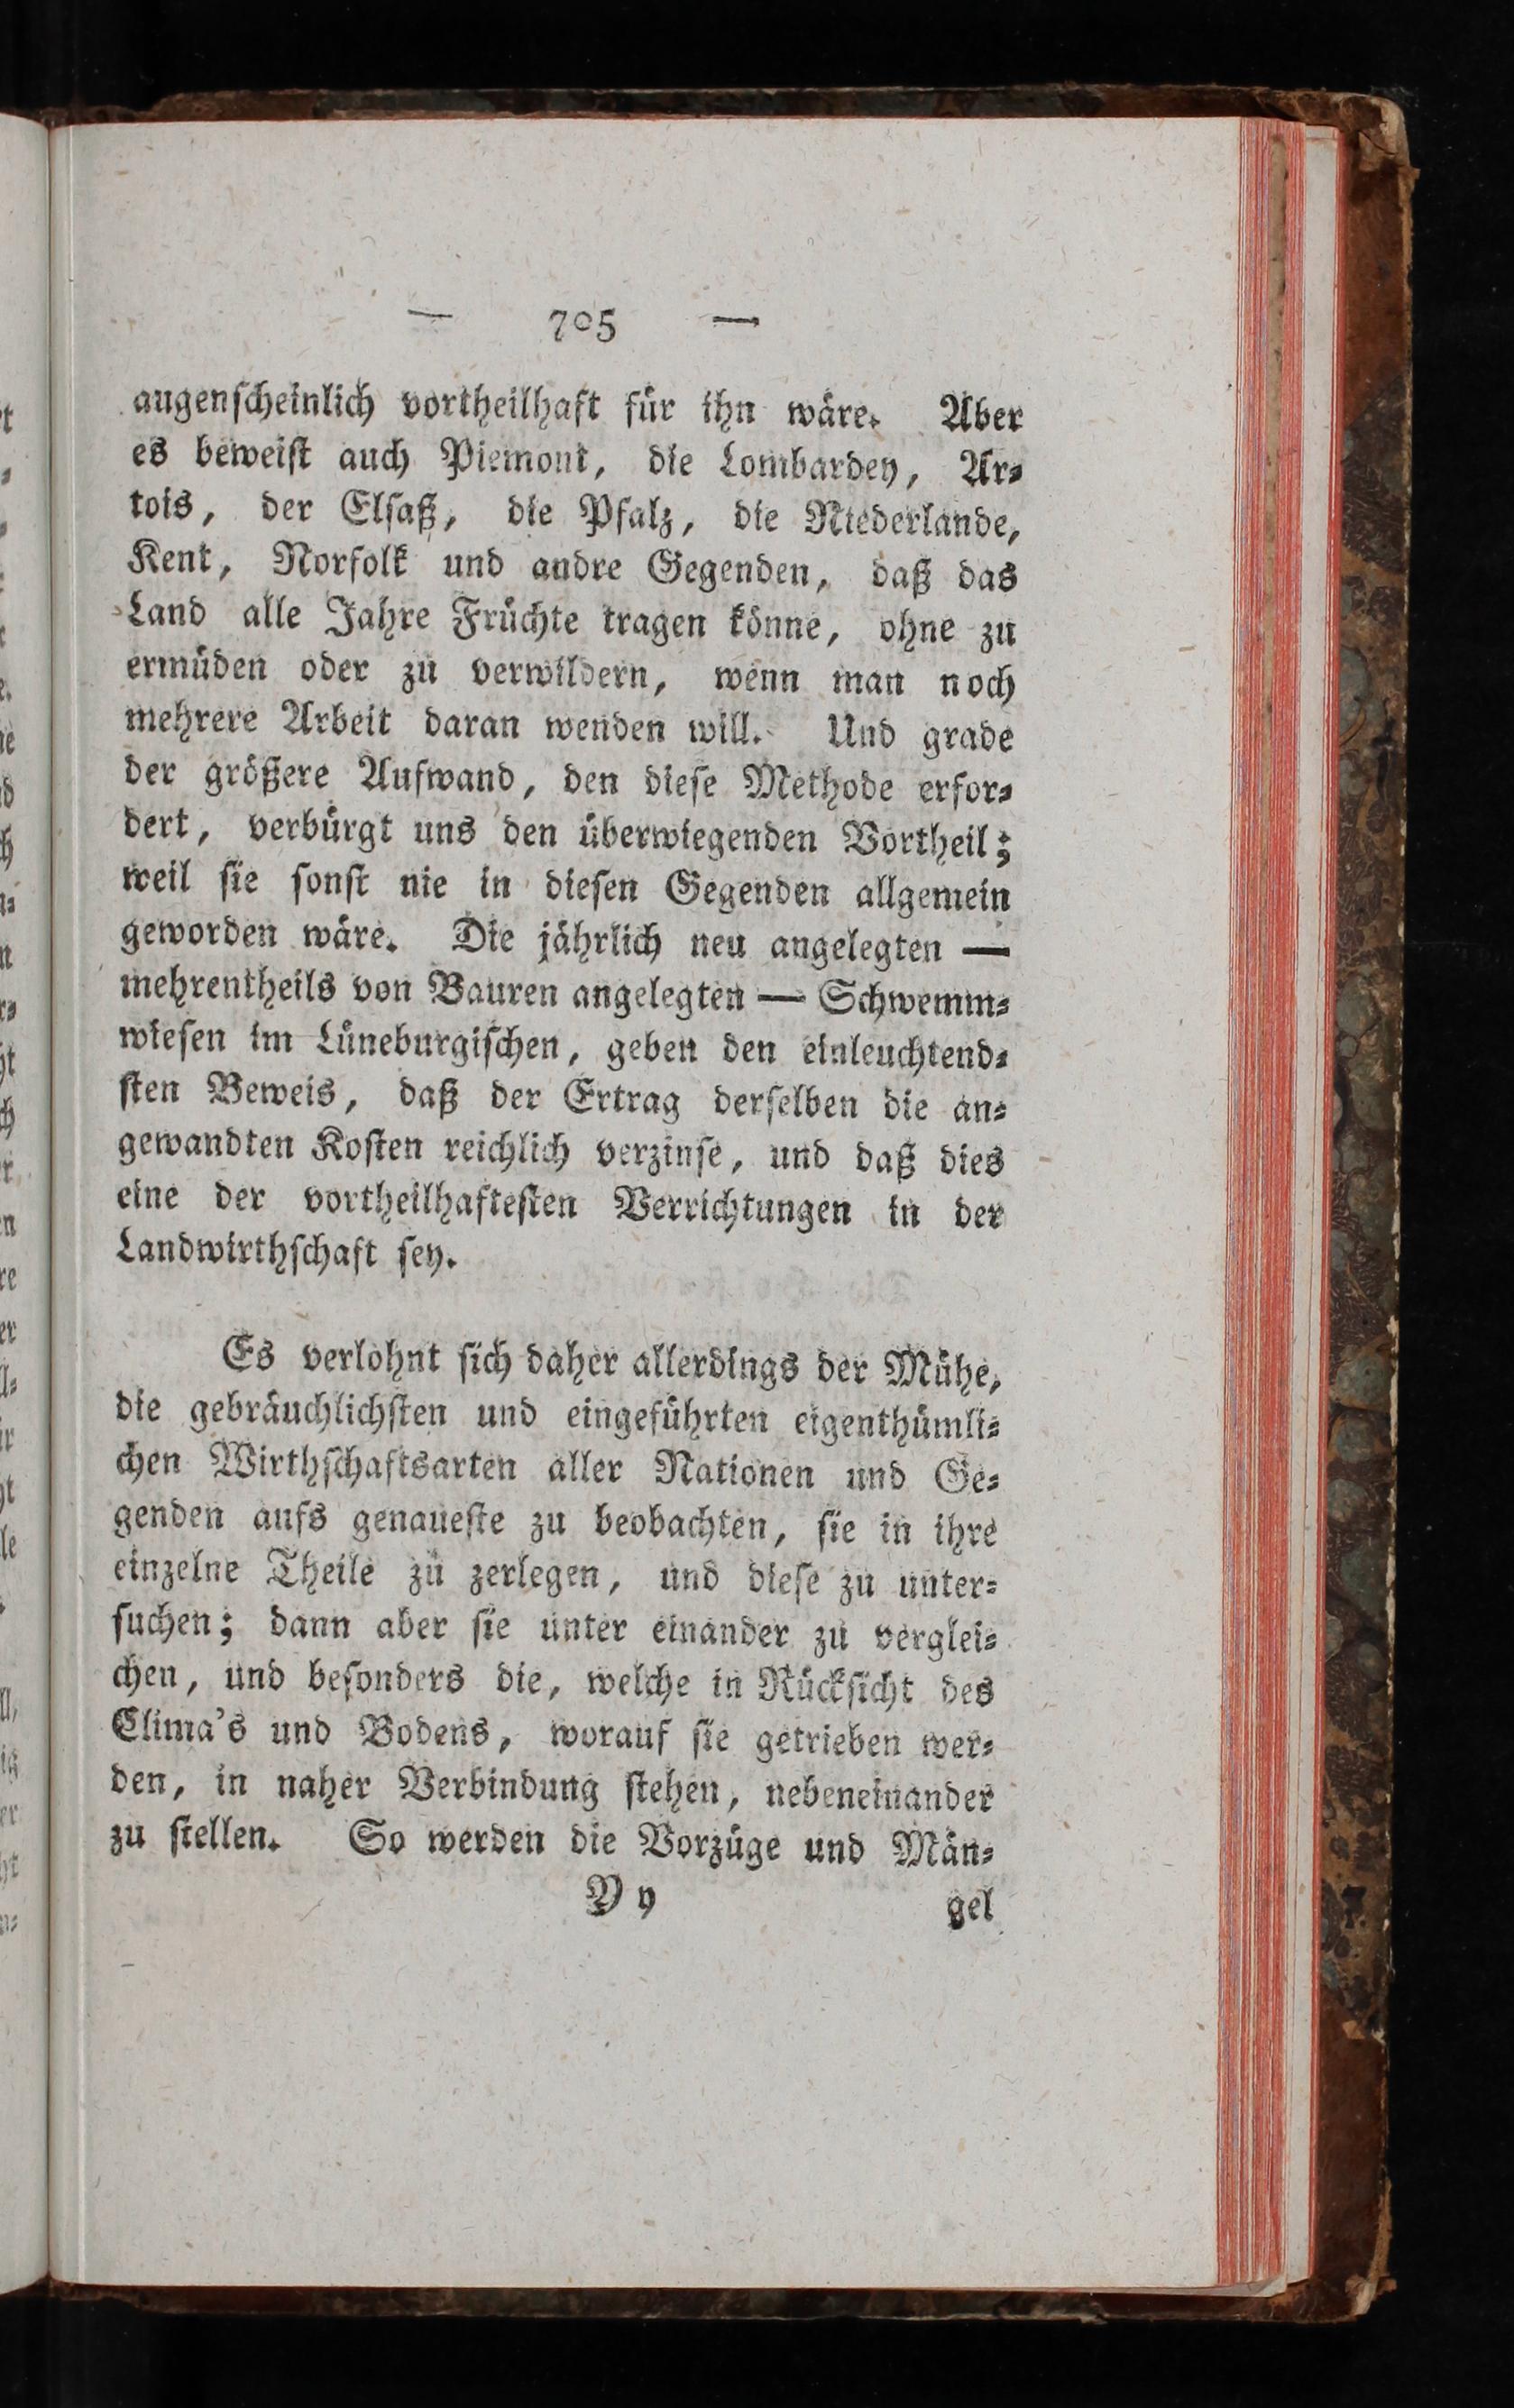 — 705 —
augenscheinlich vortheilhaft für ihn wäre. Aber
es beweist auch Piemont, die Lombardey, Ar⸗
tois, der Elsaß, die Pfalz, die Niederlande,
Kent, Norfolk und andre Gegenden, daß das
Land alle Jahre Früchte tragen könne, ohne zu
ermüden oder zu verwildern, wenn man noch
mehrere Arbeit daran wenden will. Und grade
der größere Aufwand, den diese Methode erfor⸗
dert, verbürgt uns den überwiegenden Vortheil;
weil sie sonst nie in diesen Gegenden allgemein
geworden wäre. Die jährlich neu angelegten —
mehrentheils von Bauren angelegten — Schwemm⸗
wiesen im Lüneburgischen, geben den einleuchtend⸗
sten Beweis, daß der Ertrag derselben die an⸗
gewandten Kosten reichlich verzinse, und daß dies
eine der vortheilhaftesten Verrichtungen in der
Landwirthschaft sey.
Es verlohnt sich daher allerdings der Mühe,
die gebräuchlichsten und eingeführten eigenthümli⸗
chen Wirthschaftsarten aller Nationen und Ge⸗
genden aufs genaueste zu beobachten, sie in ihre
einzelne Theile zu zerlegen, und diese zu unter⸗
suchen; dann aber sie unter einander zu verglei⸗
chen, und besonders die, welche in Rücksicht des
Clima's und Bodens, worauf sie getrieben wer⸗
den, in naher Verbindung stehen, nebeneinander
zu stellen. So werden die Vorzüge und Män⸗
Y y gel